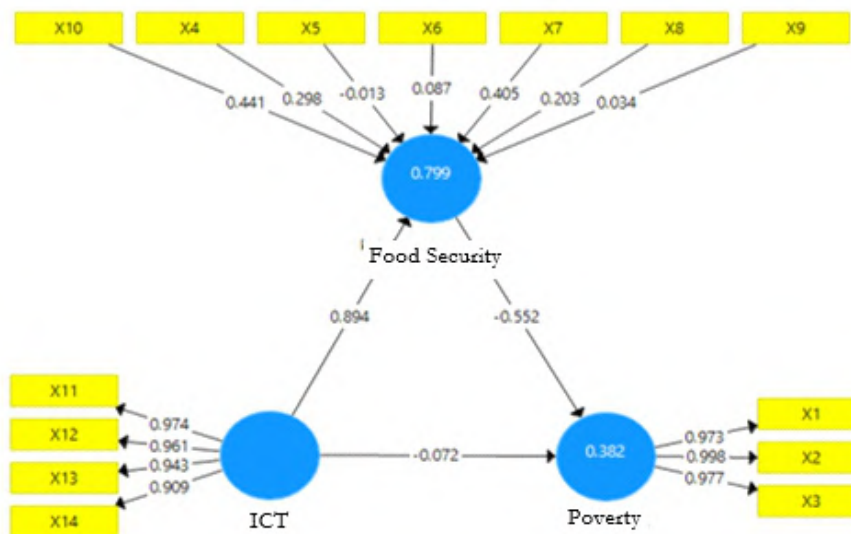 X10 X4 X5 X6 X7 X8 X9
0.441 0.298 -0.013 0.087 0.405 0.203 0.034
0.799
Food Security
0.894 -0.552
X11
X12
X13
X14
0.974
0.961
0.943
0.909
-0.072
0.382
0.973
0.998
0.977
X1
X2
X3
ICT Poverty